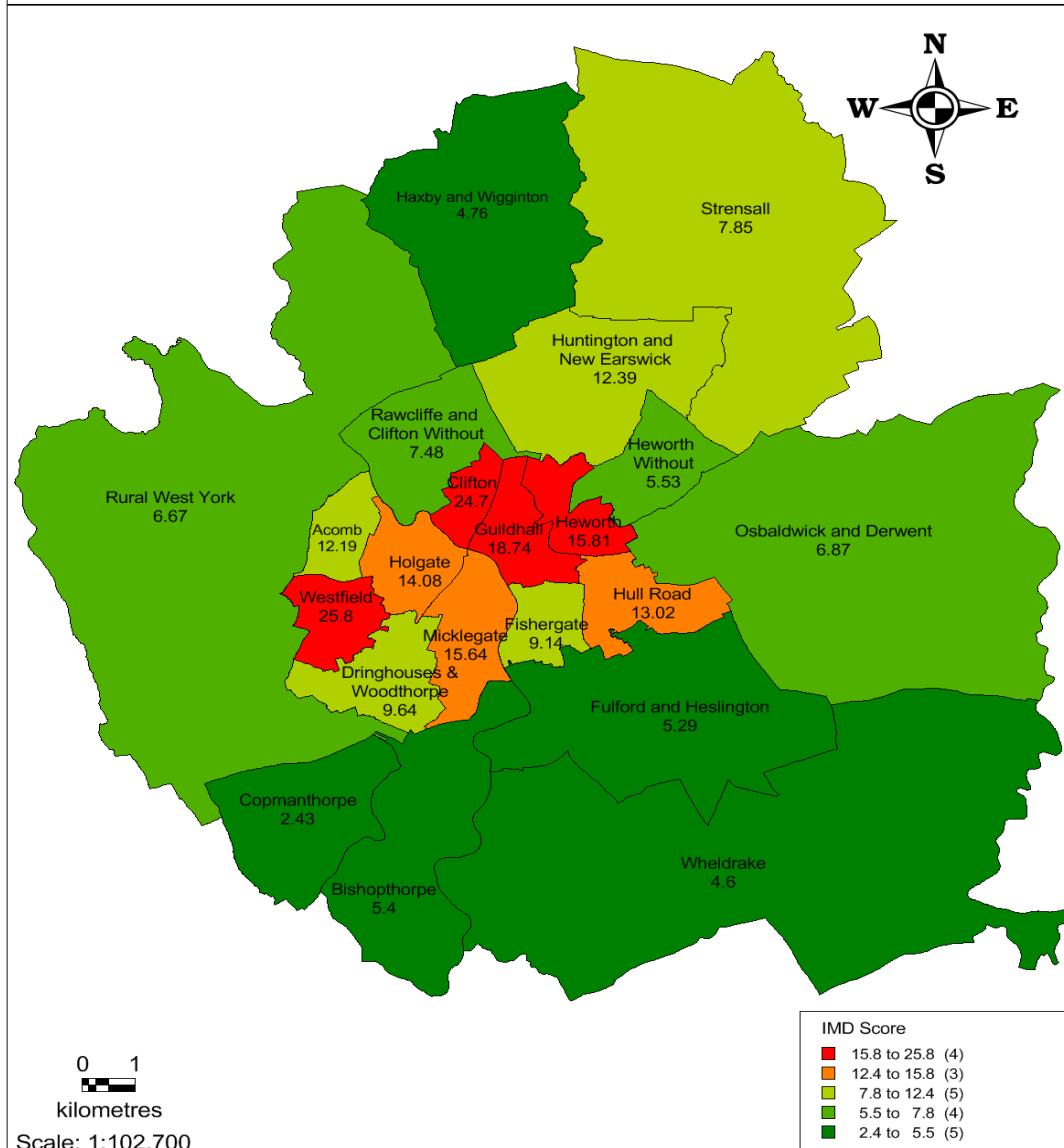 N
W E
S
Haxby and Wigginton
4.76
Strensall
7.85
Huntington and
New Earswick
12.39
Rawcliffe and
Clifton Without
7.48
Heworth
Without
5.53
Rural West York
6.67
Clifton
24.7
Guildhall
18.74
Heworth
15.81
Osbaldwick and Derwent
6.87
Acomb
12.19
Holgate
14.08
Westfield
25.8
Hull Road
13.02
Micklegate
15.64
Fishergate
9.14
Dringhouses &
Woodthorpe
9.64
Fulford and Heslington
5.29
Copmanthorpe
2.43
Wheldrake
4.6
Bishopthorpe
5.4
IMD Score
15.8 to 25.8 (4)
12.4 to 15.8 (3)
7.8 to 12.4 (5)
5.5 to 7.8 (4)
2.4 to 5.5 (5)
0 1
kilometres
Scale: 1:102,700